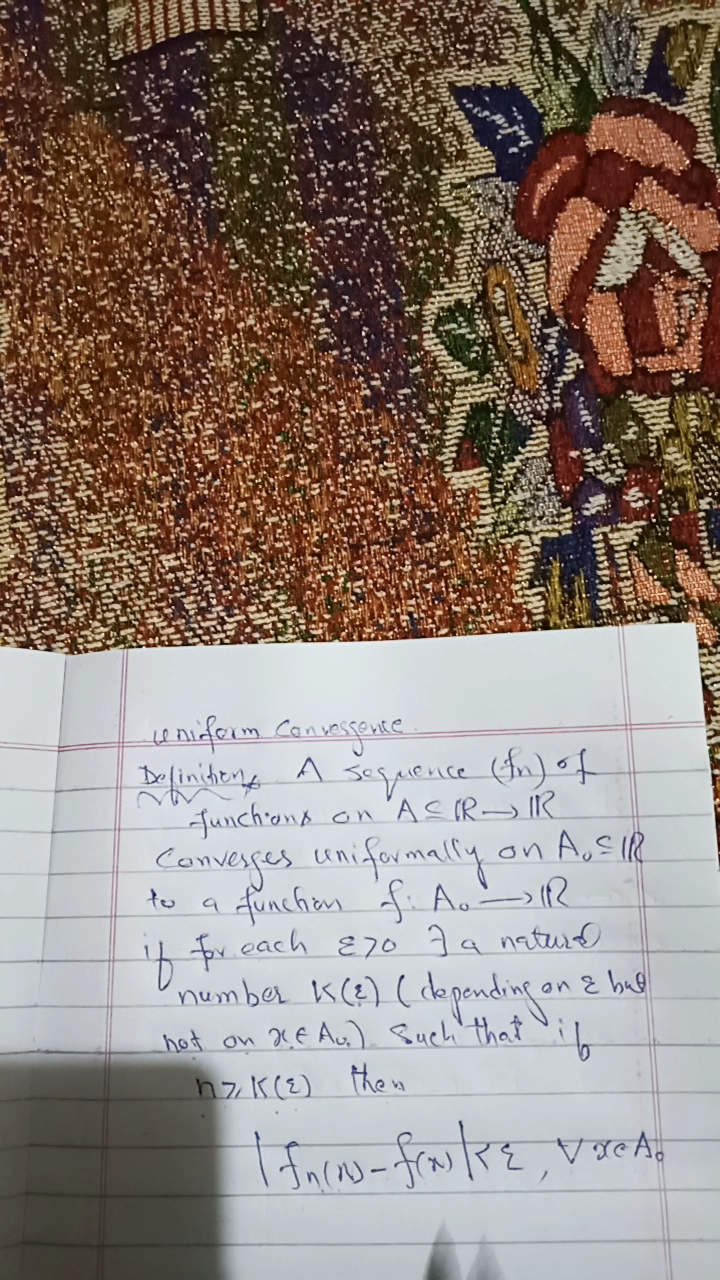 Uniform Convergence.
Definition, A sequence (fn) of
functions on A ⊆ ℝ → ℝ
Converges uniformally on A₀ ⊆ ℝ
to a function f: A₀ → ℝ
if for each ε>0 ∃ a natural
number K(ε) (depending on ε but
not on x ∈ A₀) Such that if
n ≥ K(ε) then
|fn(x) - f(x)| < ε, ∀ x ∈ A₀